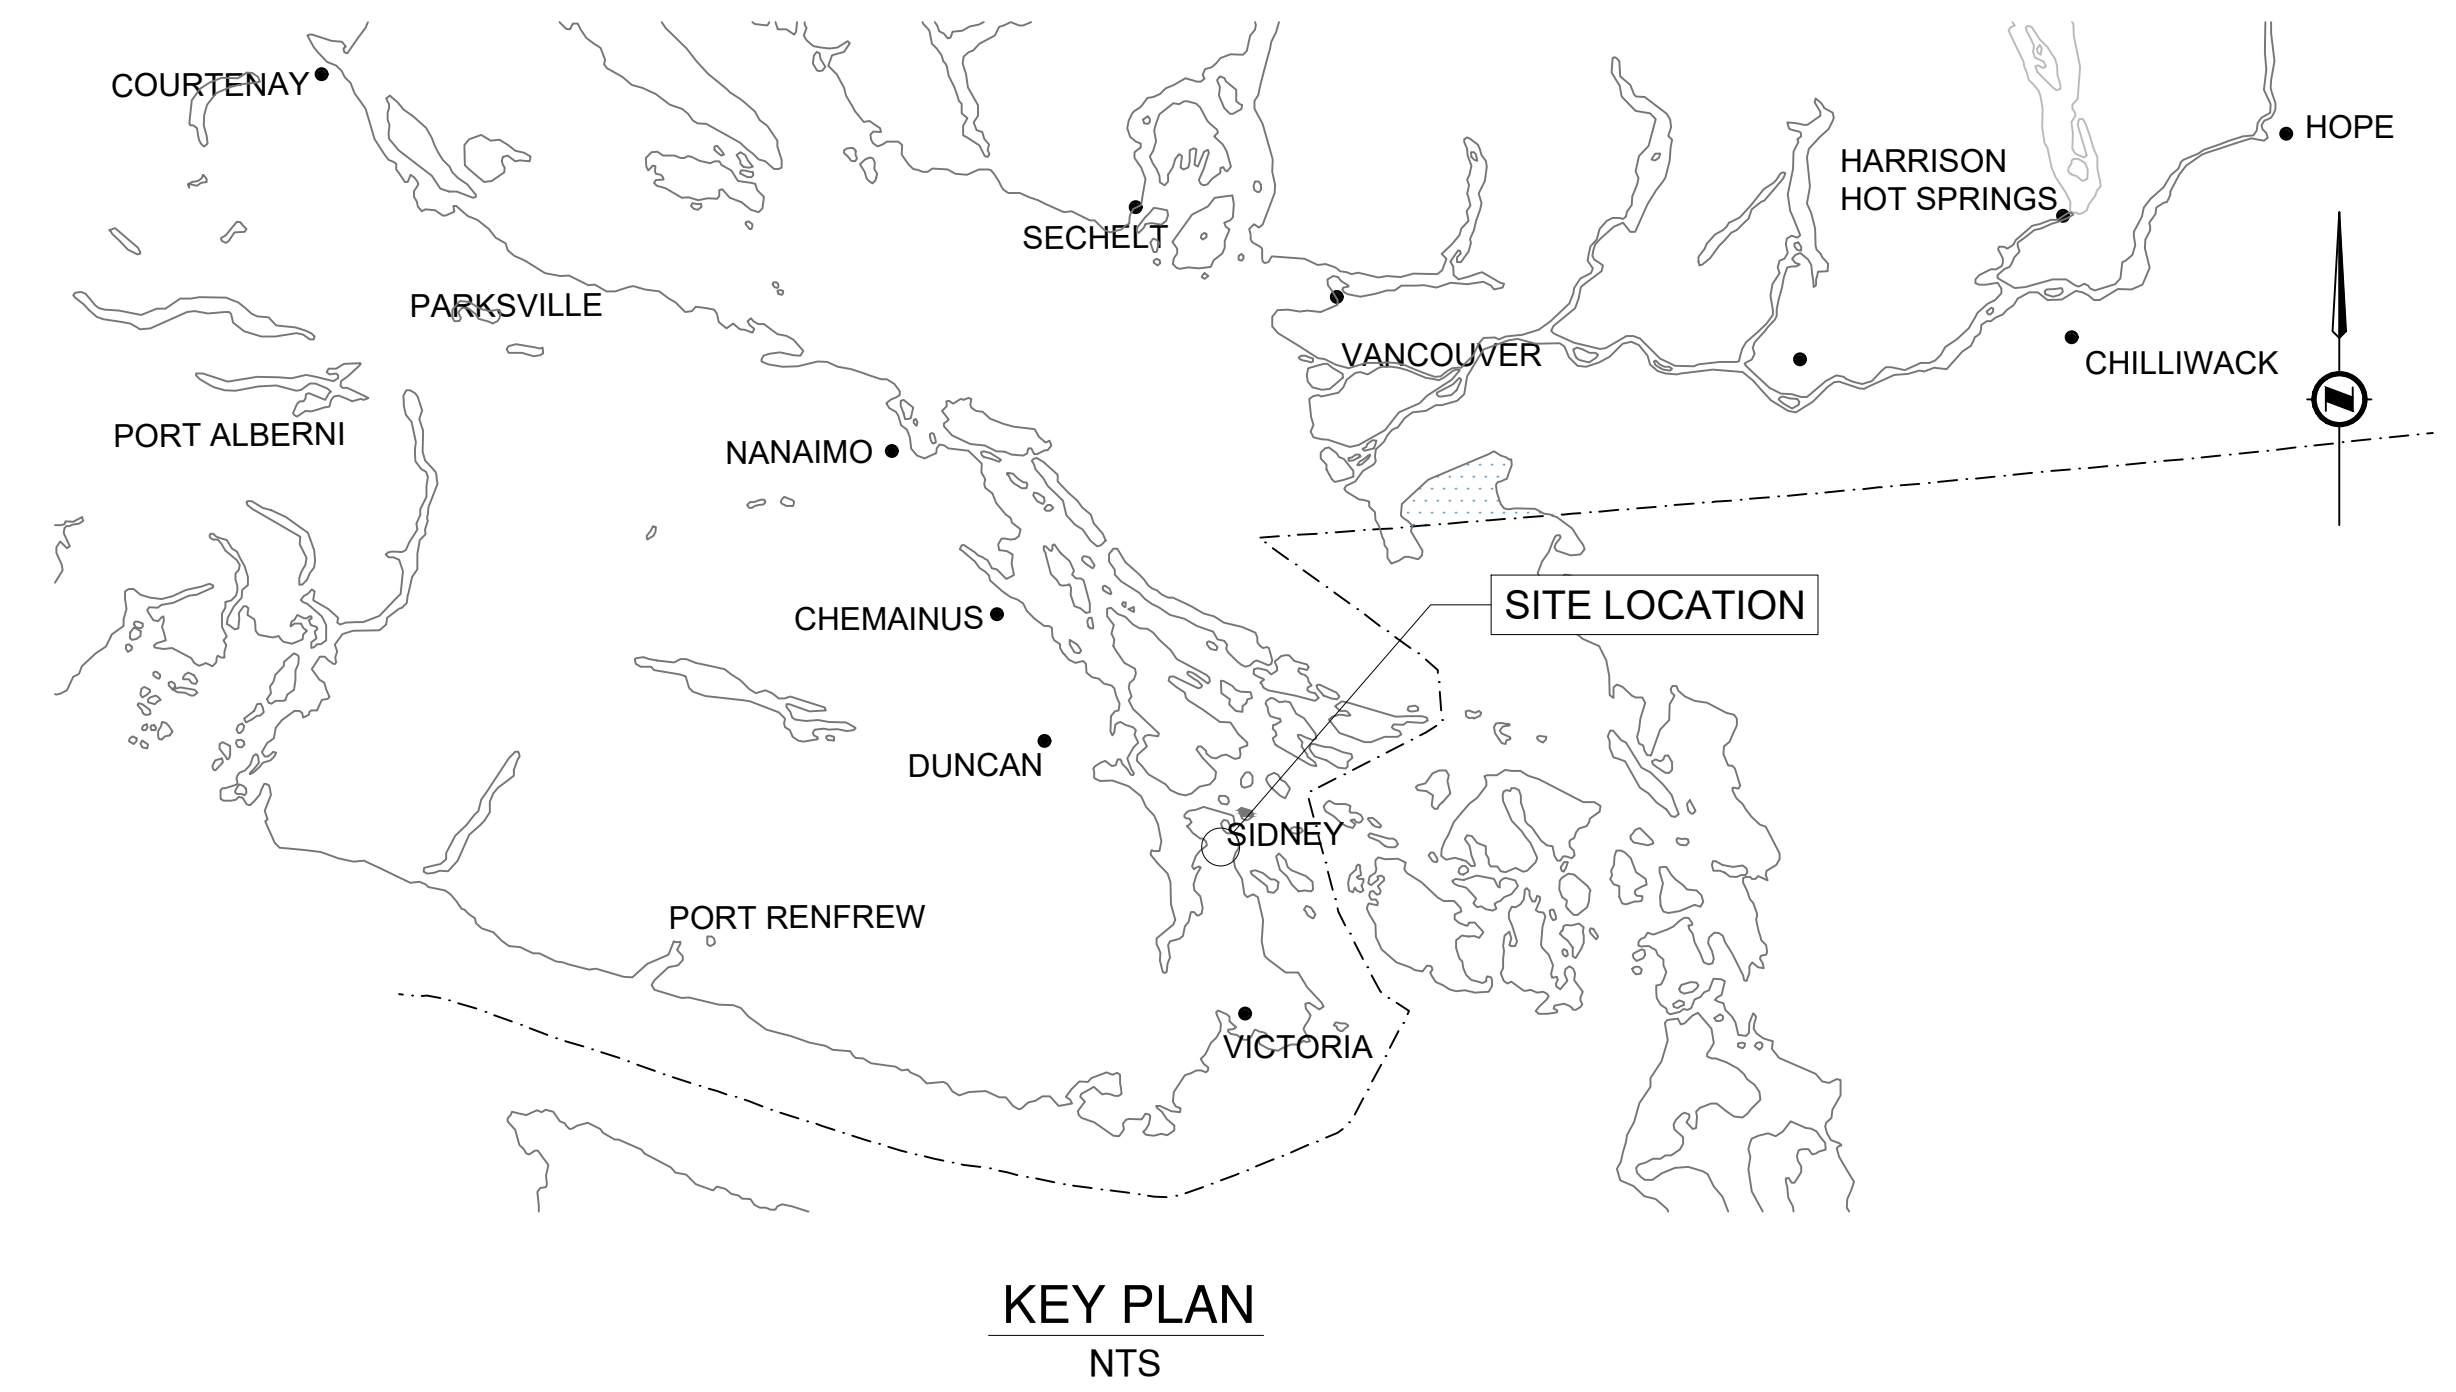 COURTENAY
HOPE
HARRISON
HOT SPRINGS
SECHELT
PARKSVILLE
VANCOUVER
CHILLIWACK
PORT ALBERNI
NANAIMO
SITE LOCATION
CHEMAINUS
DUNCAN
SIDNEY
PORT RENFREW
VICTORIA
KEY PLAN
NTS